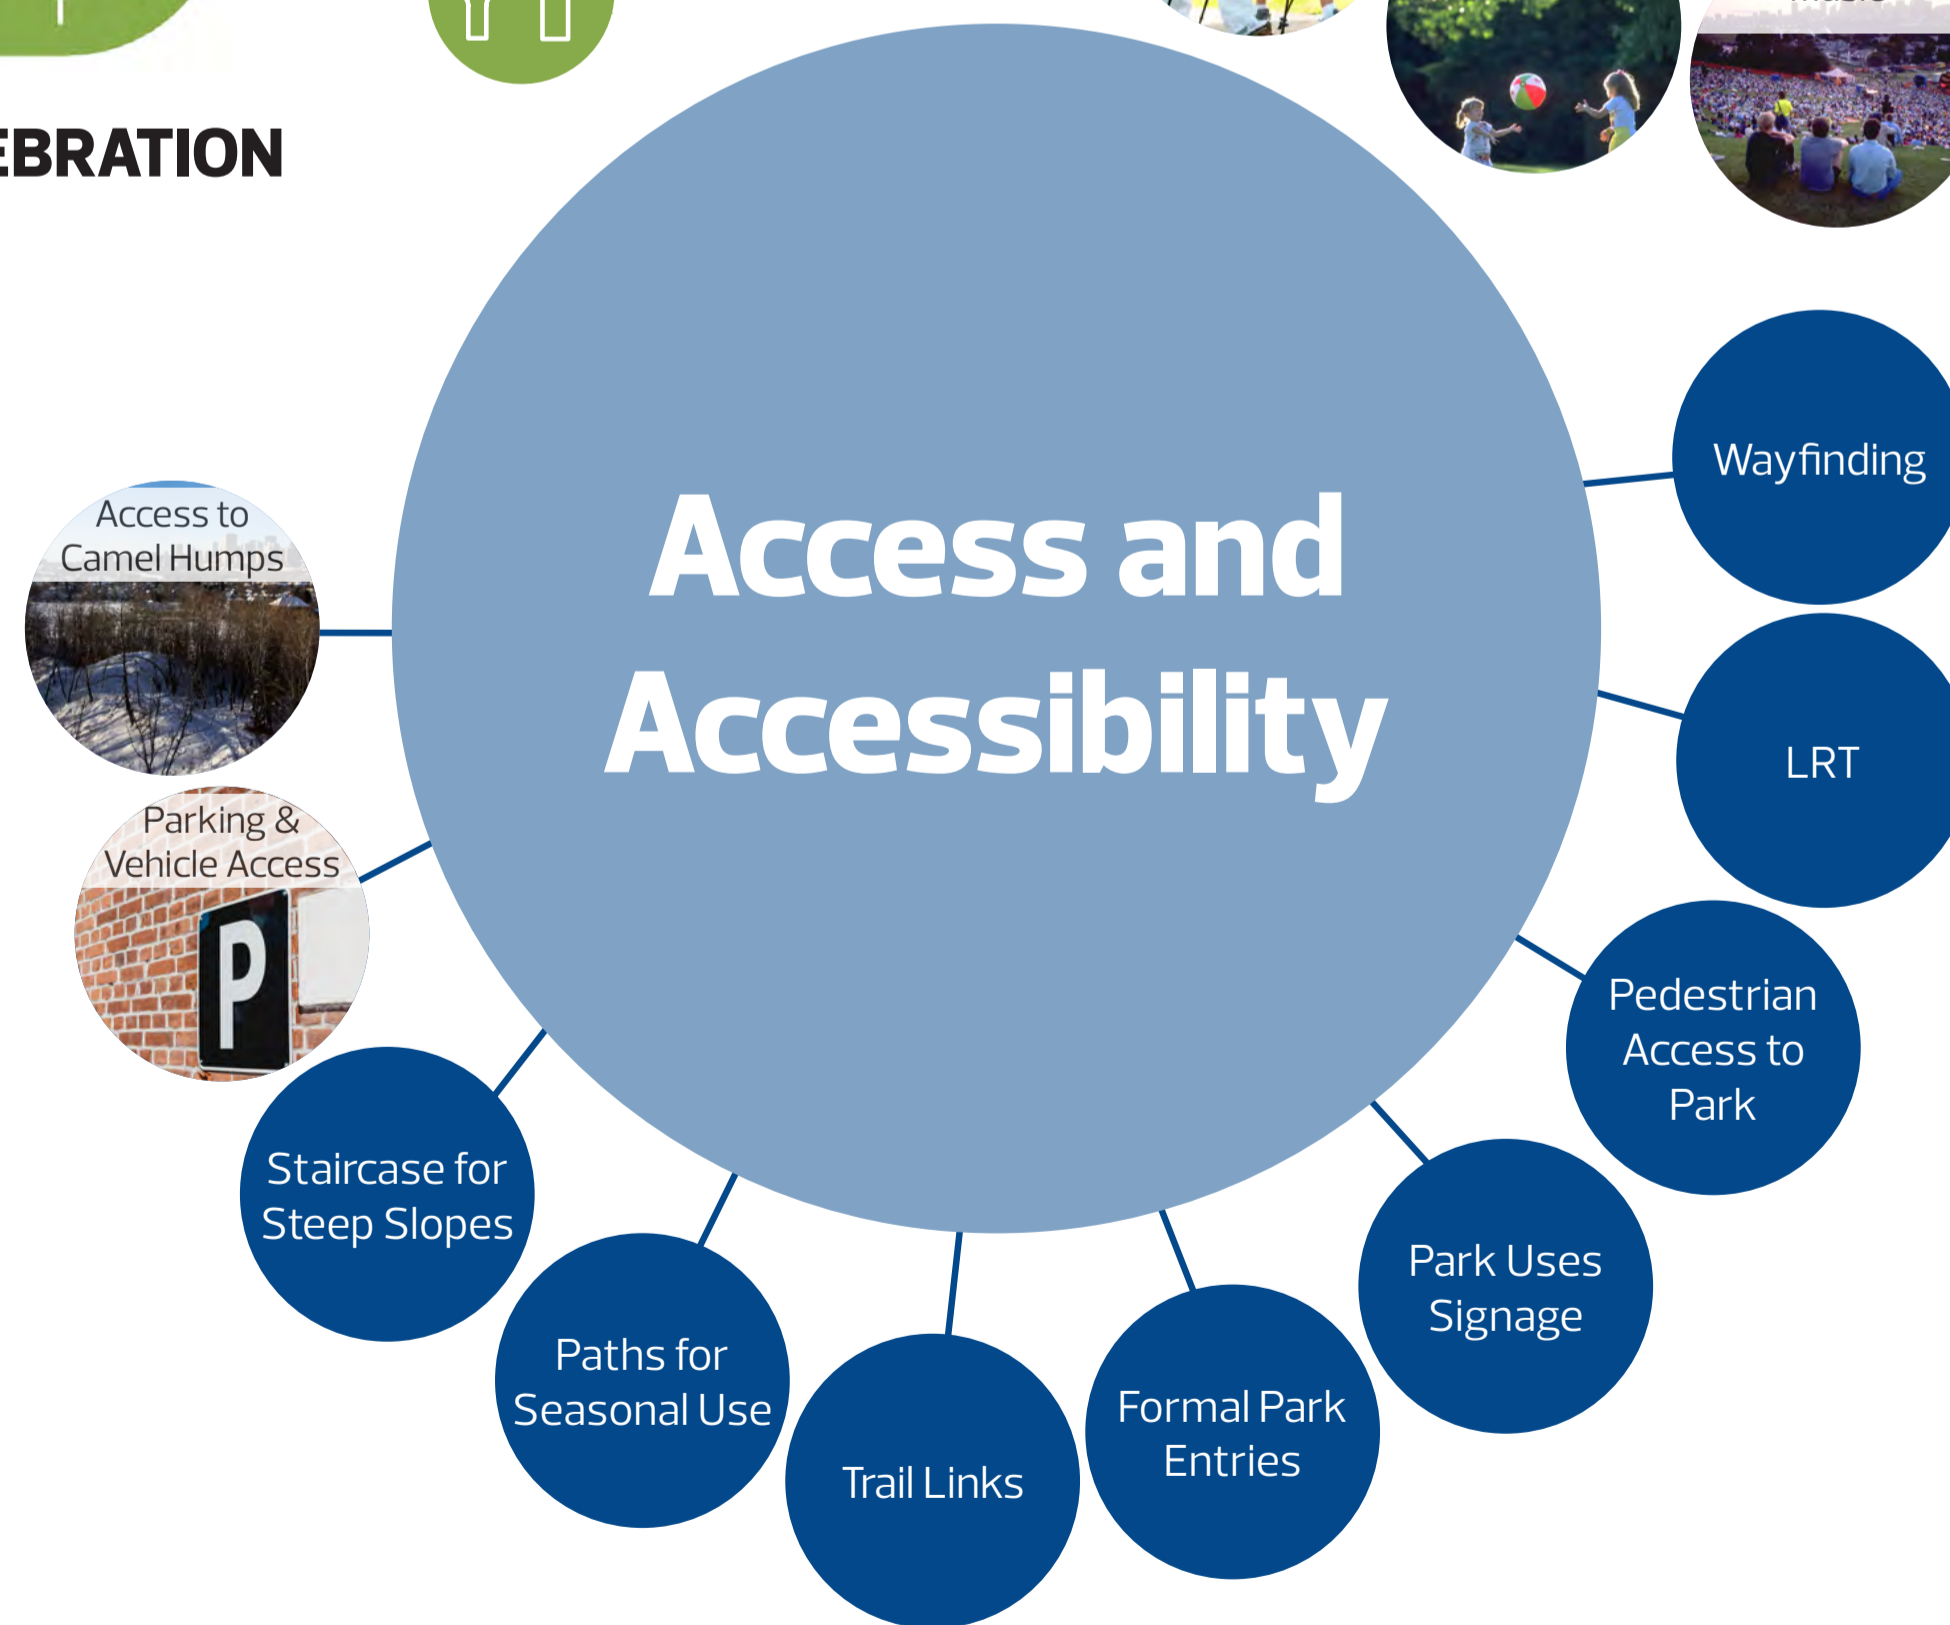 EBRATION
Access and
Accessibility
Wayfinding
LRT
Pedestrian
Access to
Park
Park Uses
Signage
Formal Park
Entries
Trail Links
Paths for
Seasonal Use
Staircase for
Steep Slopes
Parking &
Vehicle Access
P
Access to
Camel Humps